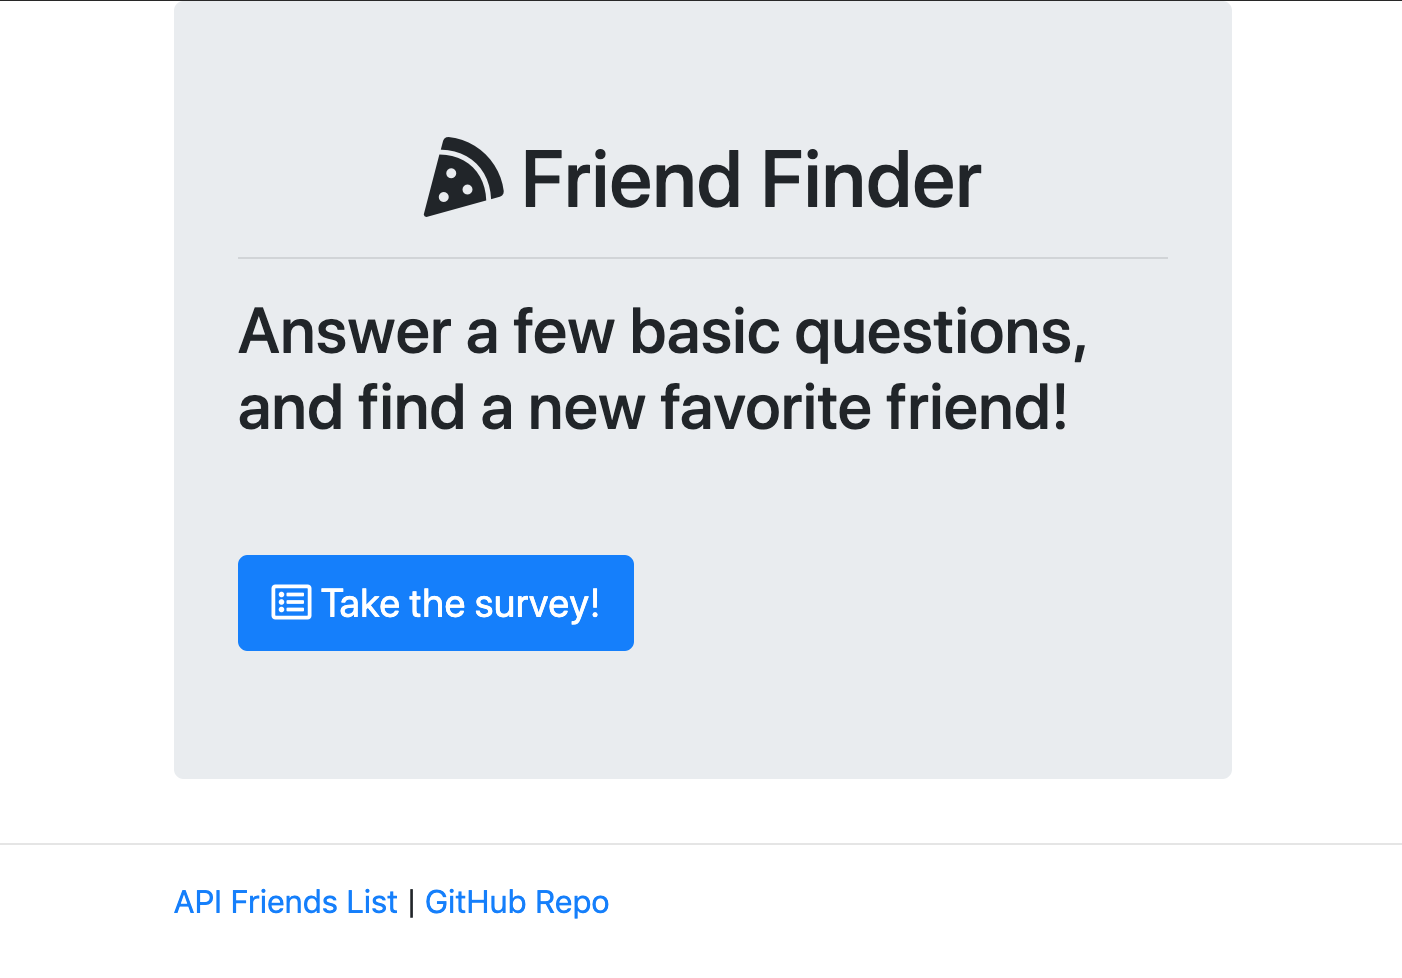 Friend Finder
Answer a few basic questions,
and find a new favorite friend!
Take the survey!
API Friends List | GitHub Repo